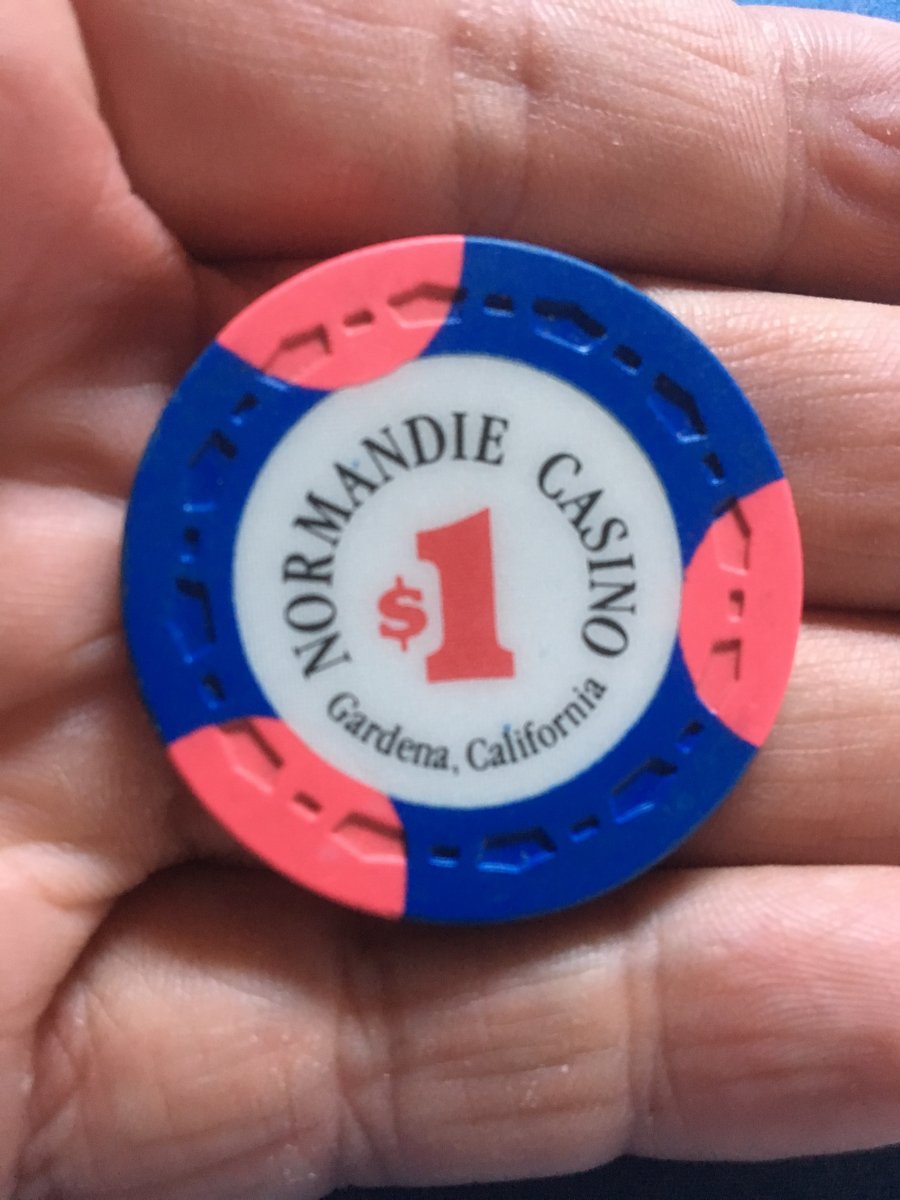 NORMANDIE CASINO
$1
Gardena, California